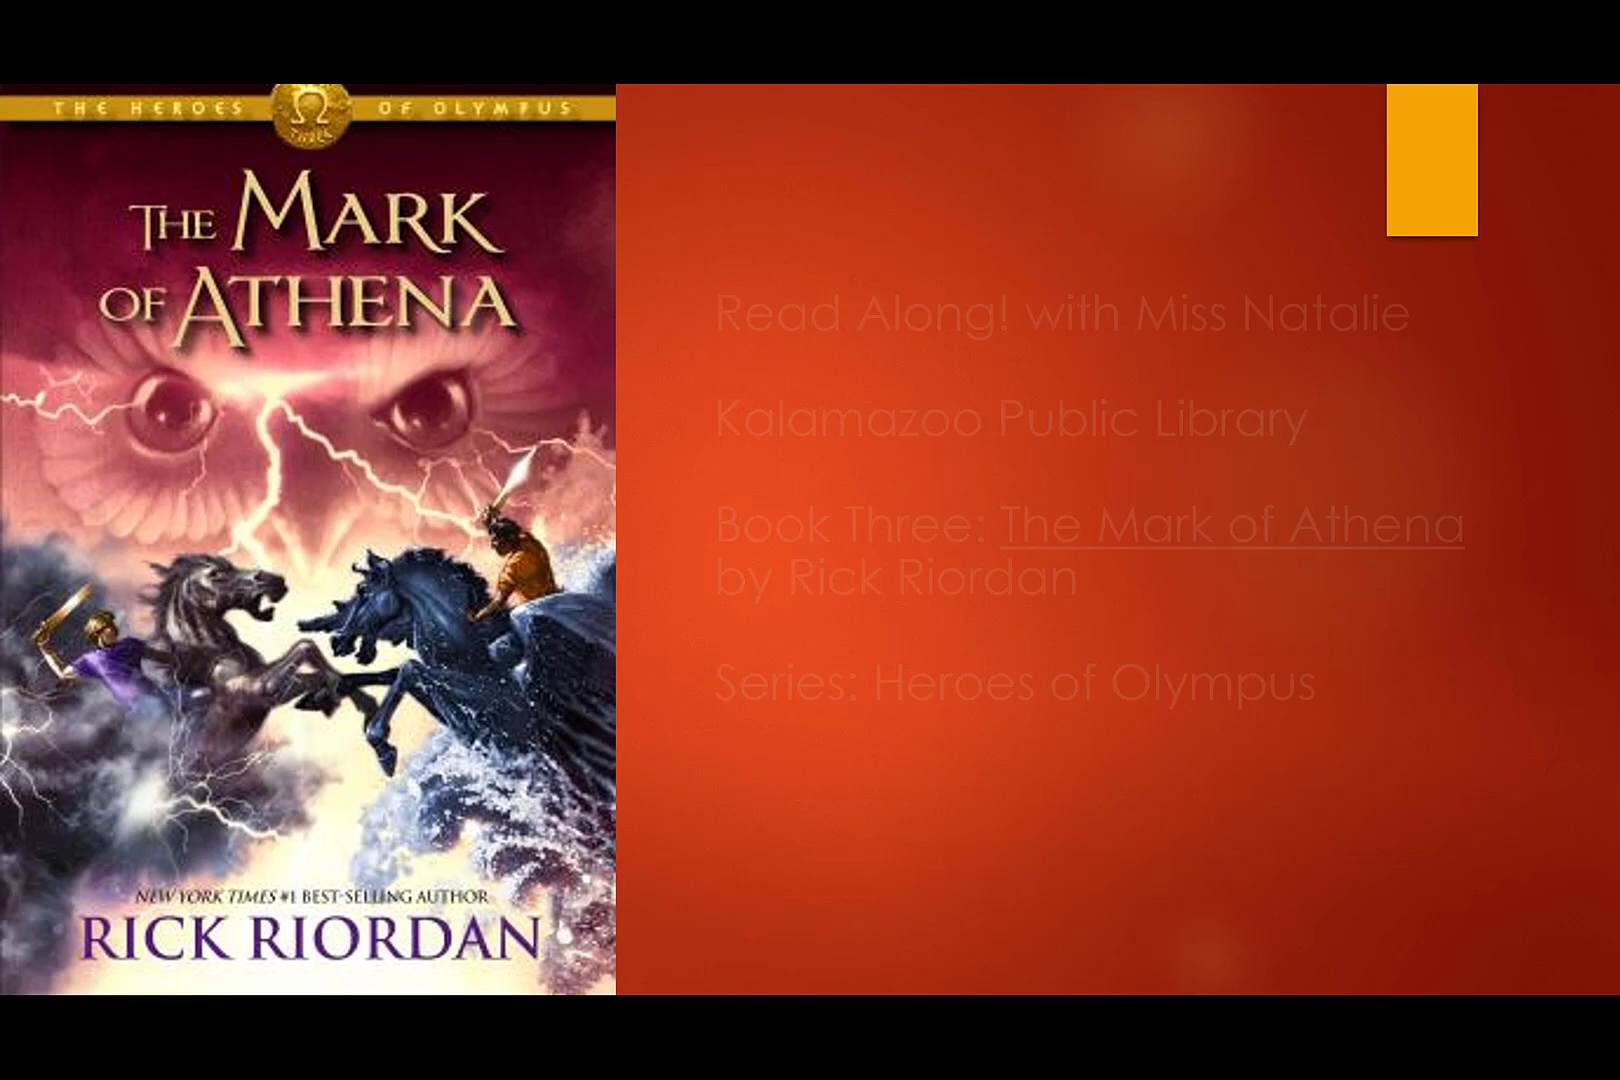 THE HEROES OF OLYMPUS
THREE
THE MARK
OF ATHENA
NEW YORK TIMES #1 BEST-SELLING AUTHOR
RICK RIORDAN
Read Along! with Miss Natalie
Kalamazoo Public Library
Book Three: The Mark of Athena
by Rick Riordan
Series: Heroes of Olympus